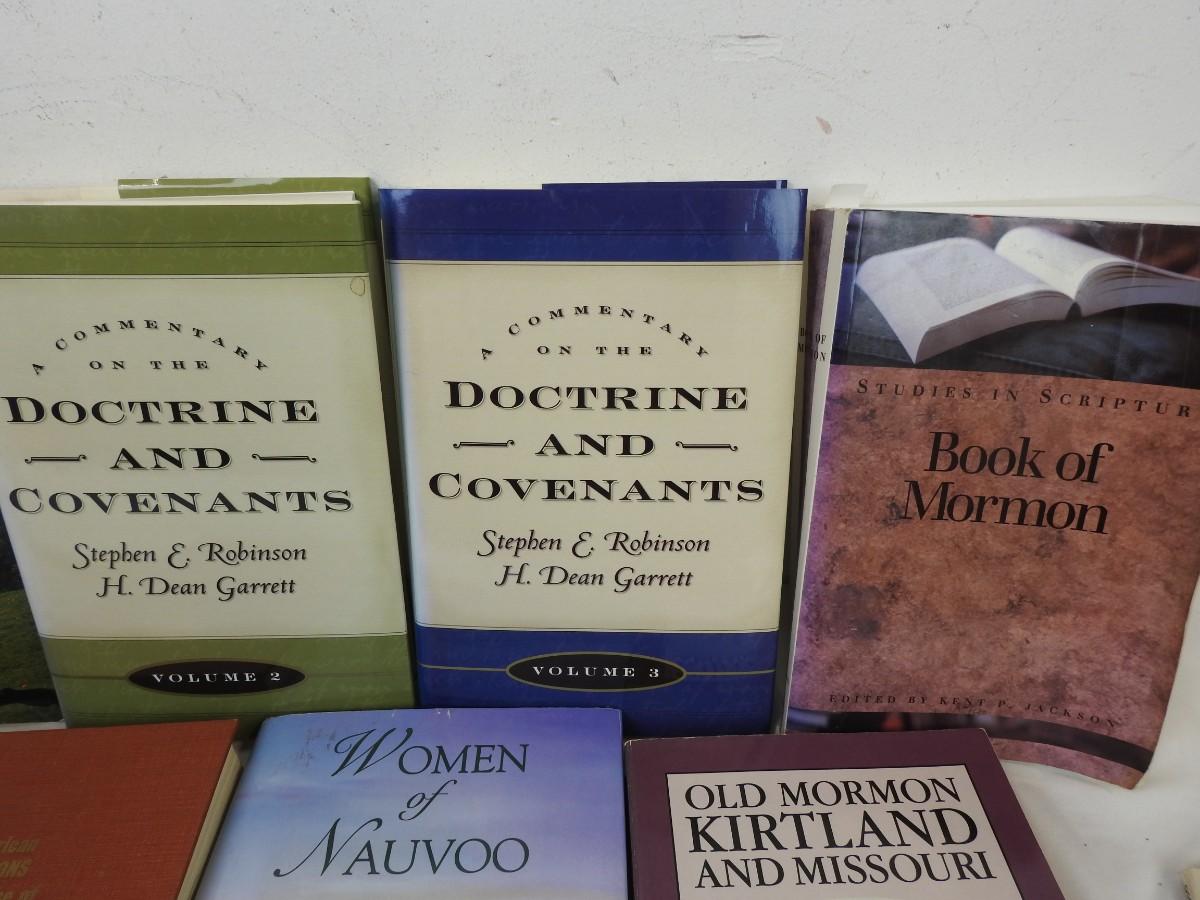 A COMMENTARY
ON THE
DOCTRINE
AND
COVENANTS
Stephen E. Robinson
H. Dean Garrett
VOLUME 2
A COMMENTARY
ON THE
DOCTRINE
AND
COVENANTS
Stephen E. Robinson
H. Dean Garrett
VOLUME 3
STUDIES IN SCRIPTUR
Book of
Mormon
EDITED BY KENT P. JACKSON
WOMEN
of
NAUVOO
OLD MORMON
KIRTLAND
AND MISSOURI